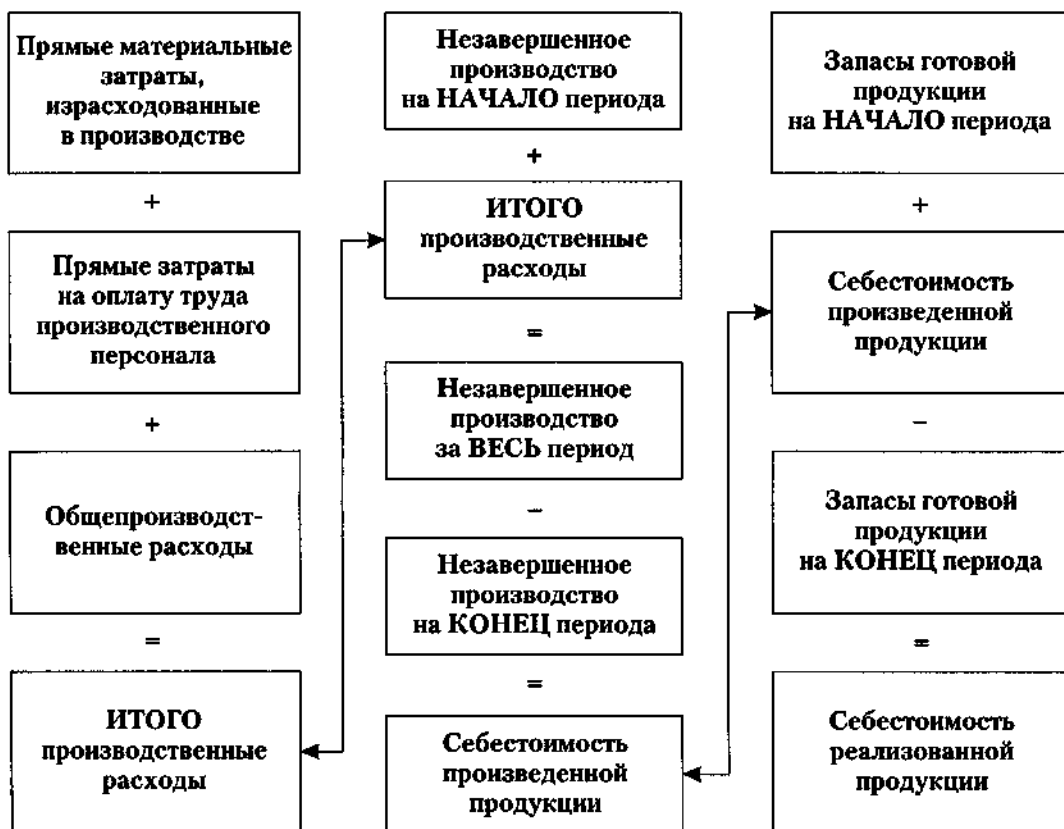 Прямые материальные
затраты,
израсходованные
в производстве
+
Прямые затраты
на оплату труда
производственного
персонала
+
Общепроизводст-
венные расходы
=
ИТОГО
производственные
расходы
Незавершенное
производство
на НАЧАЛО периода
+
ИТОГО
производственные
расходы
=
Незавершенное
производство
за ВЕСЬ период
–
Незавершенное
производство
на КОНЕЦ периода
=
Себестоимость
произведенной
продукции
Запасы готовой
продукции
на НАЧАЛО периода
+
Себестоимость
произведенной
продукции
–
Запасы готовой
продукции
на КОНЕЦ периода
=
Себестоимость
реализованной
продукции